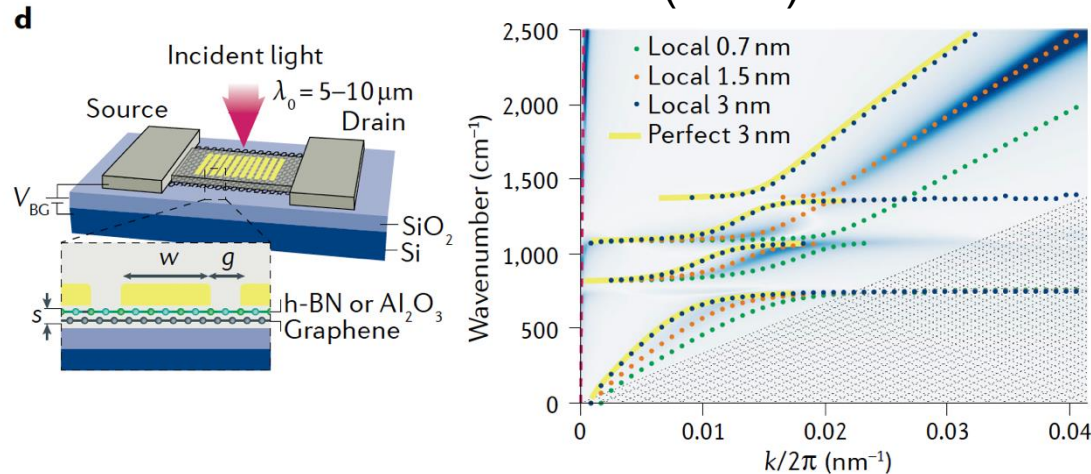 d
Incident light
λ₀ = 5–10 μm
Source
Drain
V_BG
SiO₂
Si
w
g
s
h-BN or Al₂O₃
Graphene
Local 0.7 nm
Local 1.5 nm
Local 3 nm
Perfect 3 nm
Wavenumber (cm⁻¹)
2,500
2,000
1,500
1,000
500
0
0
0.01
0.02
0.03
0.04
k/2π (nm⁻¹)